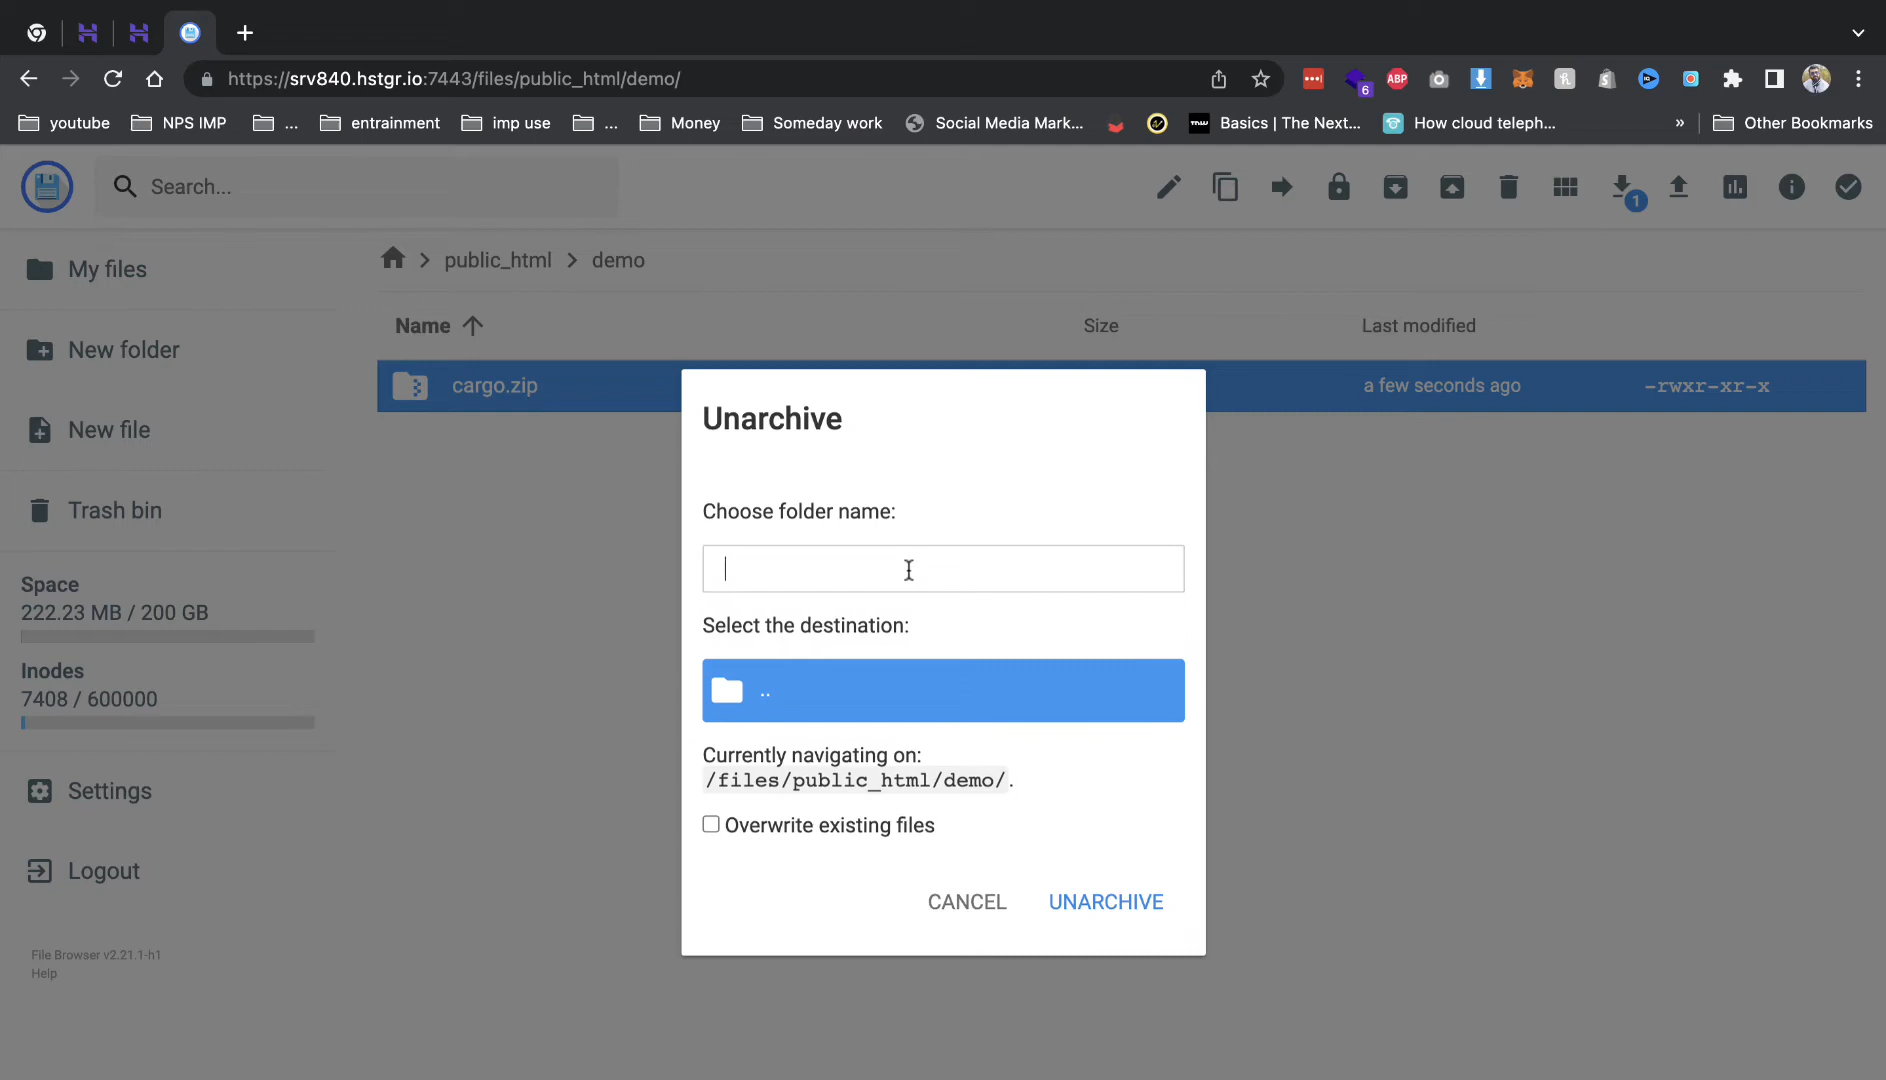 https://srv840.hstgr.io:7443/files/public_html/demo/
6
ABP
youtube
NPS IMP
...
entrainment
imp use
...
Money
Someday work
Social Media Mark...
TNW
Basics | The Next...
How cloud teleph...
»
Other Bookmarks
Search...
1
My files
public_html
demo
Name
Size
Last modified
New folder
cargo.zip
a few seconds ago
-rwxr-xr-x
New file
Unarchive
Trash bin
Choose folder name:
Space
222.23 MB / 200 GB
Select the destination:
Inodes
7408 / 600000
..
Currently navigating on:
/files/public_html/demo/.
Settings
Overwrite existing files
Logout
CANCEL
UNARCHIVE
File Browser v2.21.1-h1
Help